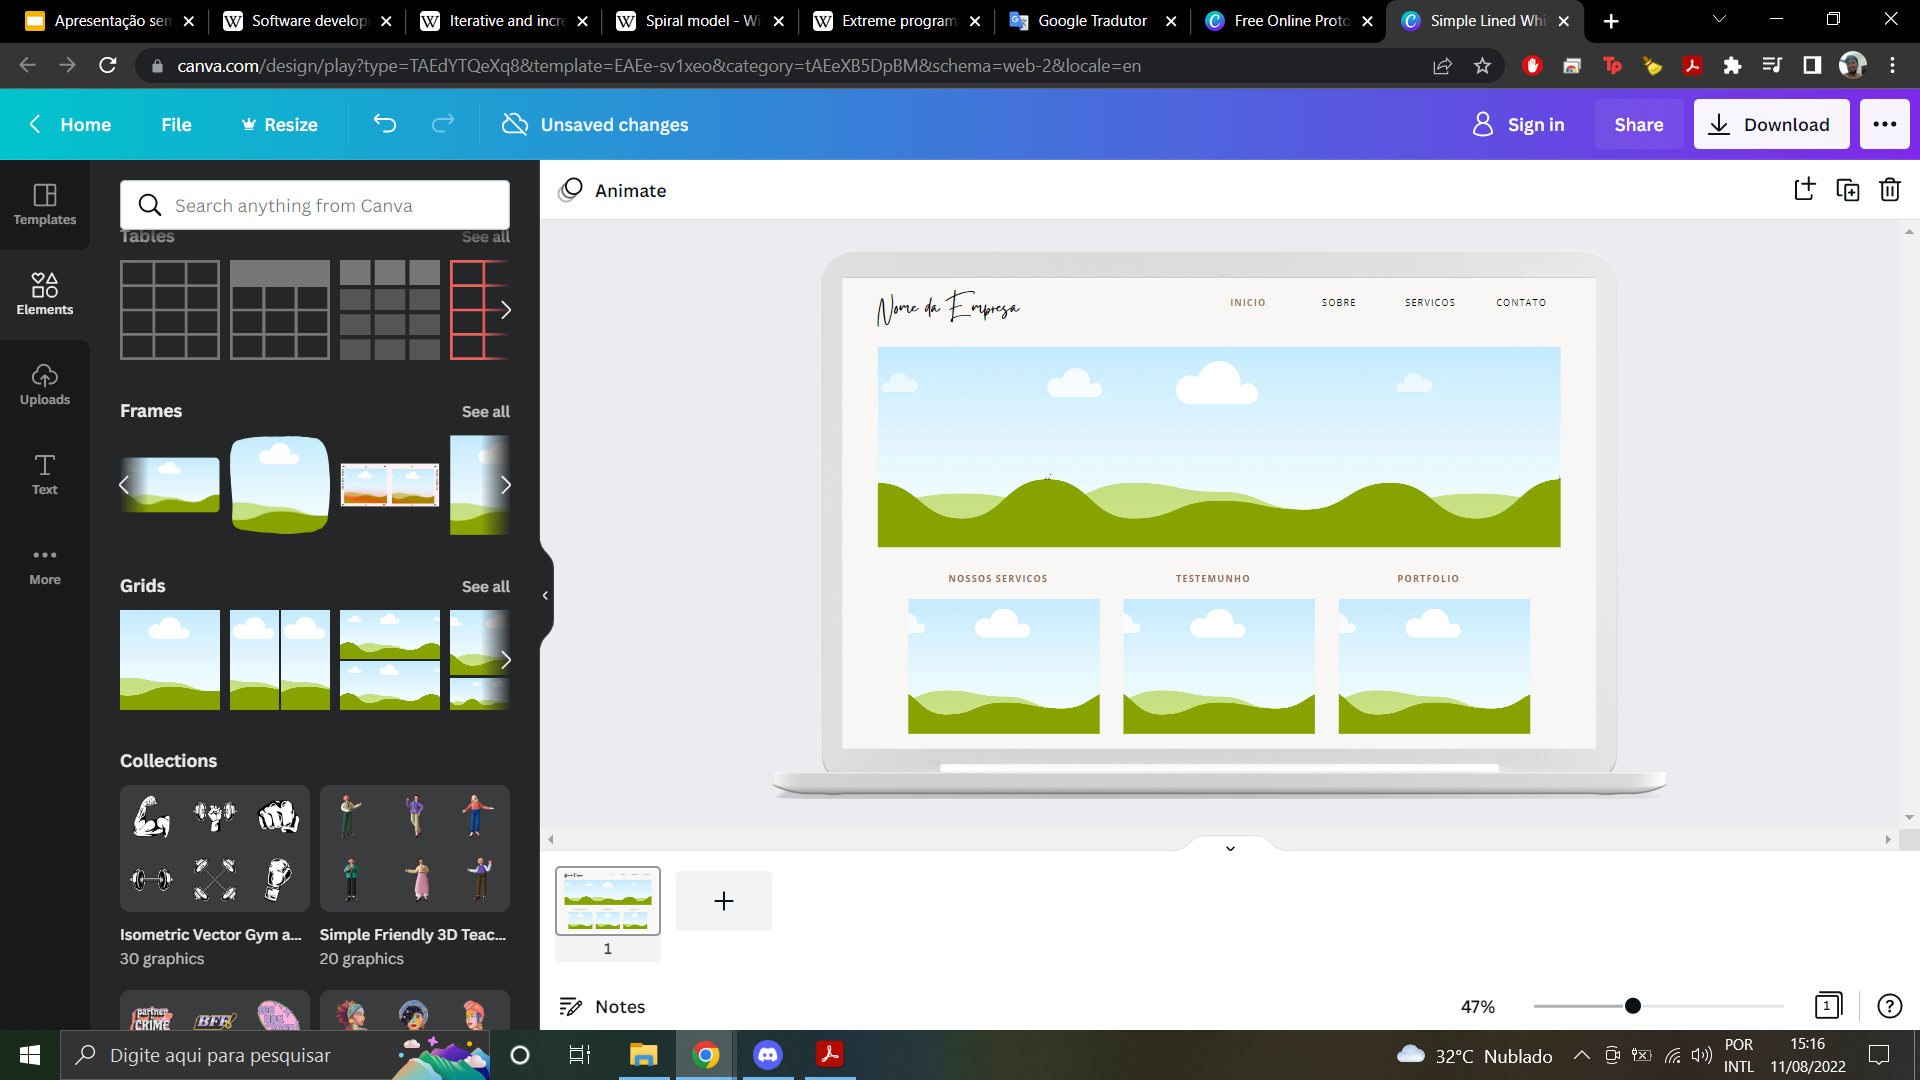 Apresentação sem
Software develop
Iterative and incre
Spiral model - Wi
Extreme program
Google Tradutor
Free Online Proto
Simple Lined Whi
canva.com/design/play?type=TAEdYTQeXq8&template=EAEe-sv1xeo&category=tAEeXB5DpBM&schema=web-2&locale=en
Home
File
Resize
Unsaved changes
Sign in
Share
Download
Templates
Elements
Uploads
Text
More
Search anything from Canva
Tables
See all
Frames
See all
Grids
See all
Collections
Isometric Vector Gym a...
30 graphics
Simple Friendly 3D Teac...
20 graphics
partner
CRIME
BFF
Animate
Nome da Empresa
INICIO
SOBRE
SERVICOS
CONTATO
NOSSOS SERVICOS
TESTEMUNHO
PORTFOLIO
1
Notes
47%
1
Digite aqui para pesquisar
32°C Nublado
POR
INTL
15:16
11/08/2022